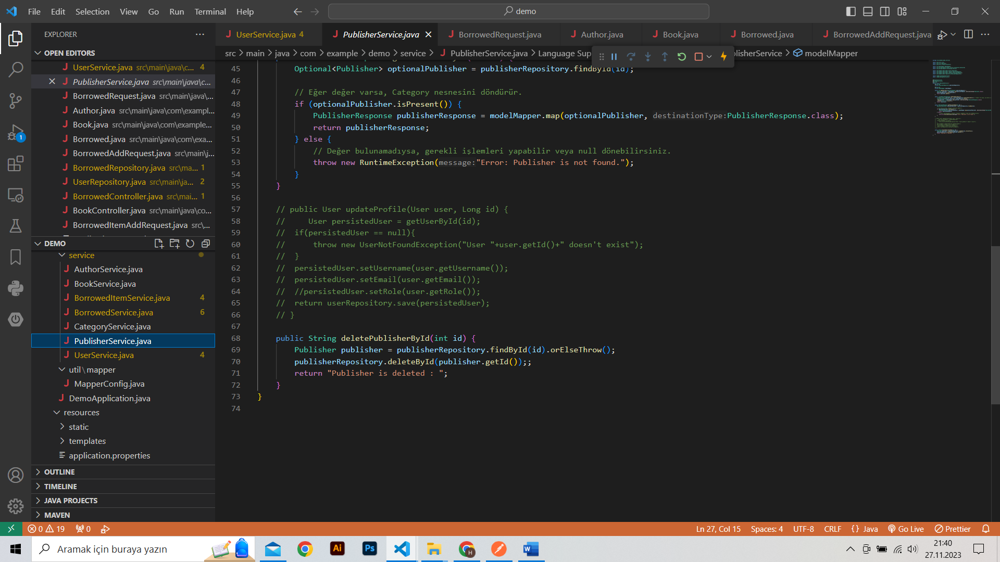 File Edit Selection View Go Run Terminal Help
demo
EXPLORER
OPEN EDITORS
UserService.java src\main\java\c... 4
PublisherService.java src\main\java\c...
BorrowedRequest.java src\main\java\...
Author.java src\main\java\com\exampl...
Book.java src\main\java\com\example...
Borrowed.java src\main\java\com\exa...
BorrowedAddRequest.java src\main\j...
BorrowedRepository.java src\ma... 1
UserRepository.java src\main\ja... 2
BorrowedController.java src\mai... 1
BookController.java src\main\java\co...
BorrowedItemAddRequest.java src\...
DEMO
service
AuthorService.java
BookService.java
BorrowedItemService.java 4
BorrowedService.java 6
CategoryService.java
PublisherService.java
UserService.java 4
util\mapper
MapperConfig.java
DemoApplication.java
resources
static
templates
application.properties
OUTLINE
TIMELINE
JAVA PROJECTS
MAVEN
1
UserService.java 4
PublisherService.java
BorrowedRequest.java
Author.java
Book.java
Borrowed.java
BorrowedAddRequest.java
src > main > java > com > example > demo > service > PublisherService.java > Language Sup
blisherService > modelMapper
45 Optional<Publisher> optionalPublisher = publisherRepository.findById(id);
46
47 // Eğer değer varsa, Category nesnesini döndürür.
48 if (optionalPublisher.isPresent()) {
49 PublisherResponse publisherResponse = modelMapper.map(optionalPublisher, destinationType:PublisherResponse.class);
50 return publisherResponse;
51 } else {
52 // Değer bulunamadıysa, gerekli işlemleri yapabilir veya null dönebilirsiniz.
53 throw new RuntimeException(message:"Error: Publisher is not found.");
54 }
55 }
56
57 // public User updateProfile(User user, Long id) {
58 //     User persistedUser = getUserById(id);
59 //  if(persistedUser == null){
60 //      throw new UserNotFoundException("User "+user.getId()+" doesn't exist");
61 //  }
62 //  persistedUser.setUsername(user.getUsername());
63 //  persistedUser.setEmail(user.getEmail());
64 //  //persistedUser.setRole(user.getRole());
65 //  return userRepository.save(persistedUser);
66 // }
67
68 public String deletePublisherById(int id) {
69 Publisher publisher = publisherRepository.findById(id).orElseThrow();
70 publisherRepository.deleteById(publisher.getId());;
71 return "Publisher is deleted : ";
72 }
73 }
74
0 19 0
Ln 27, Col 15 Spaces: 4 UTF-8 CRLF {} Java Go Live Prettier
Aramak için buraya yazın
Ai
Ps
H
W
21:40
27.11.2023